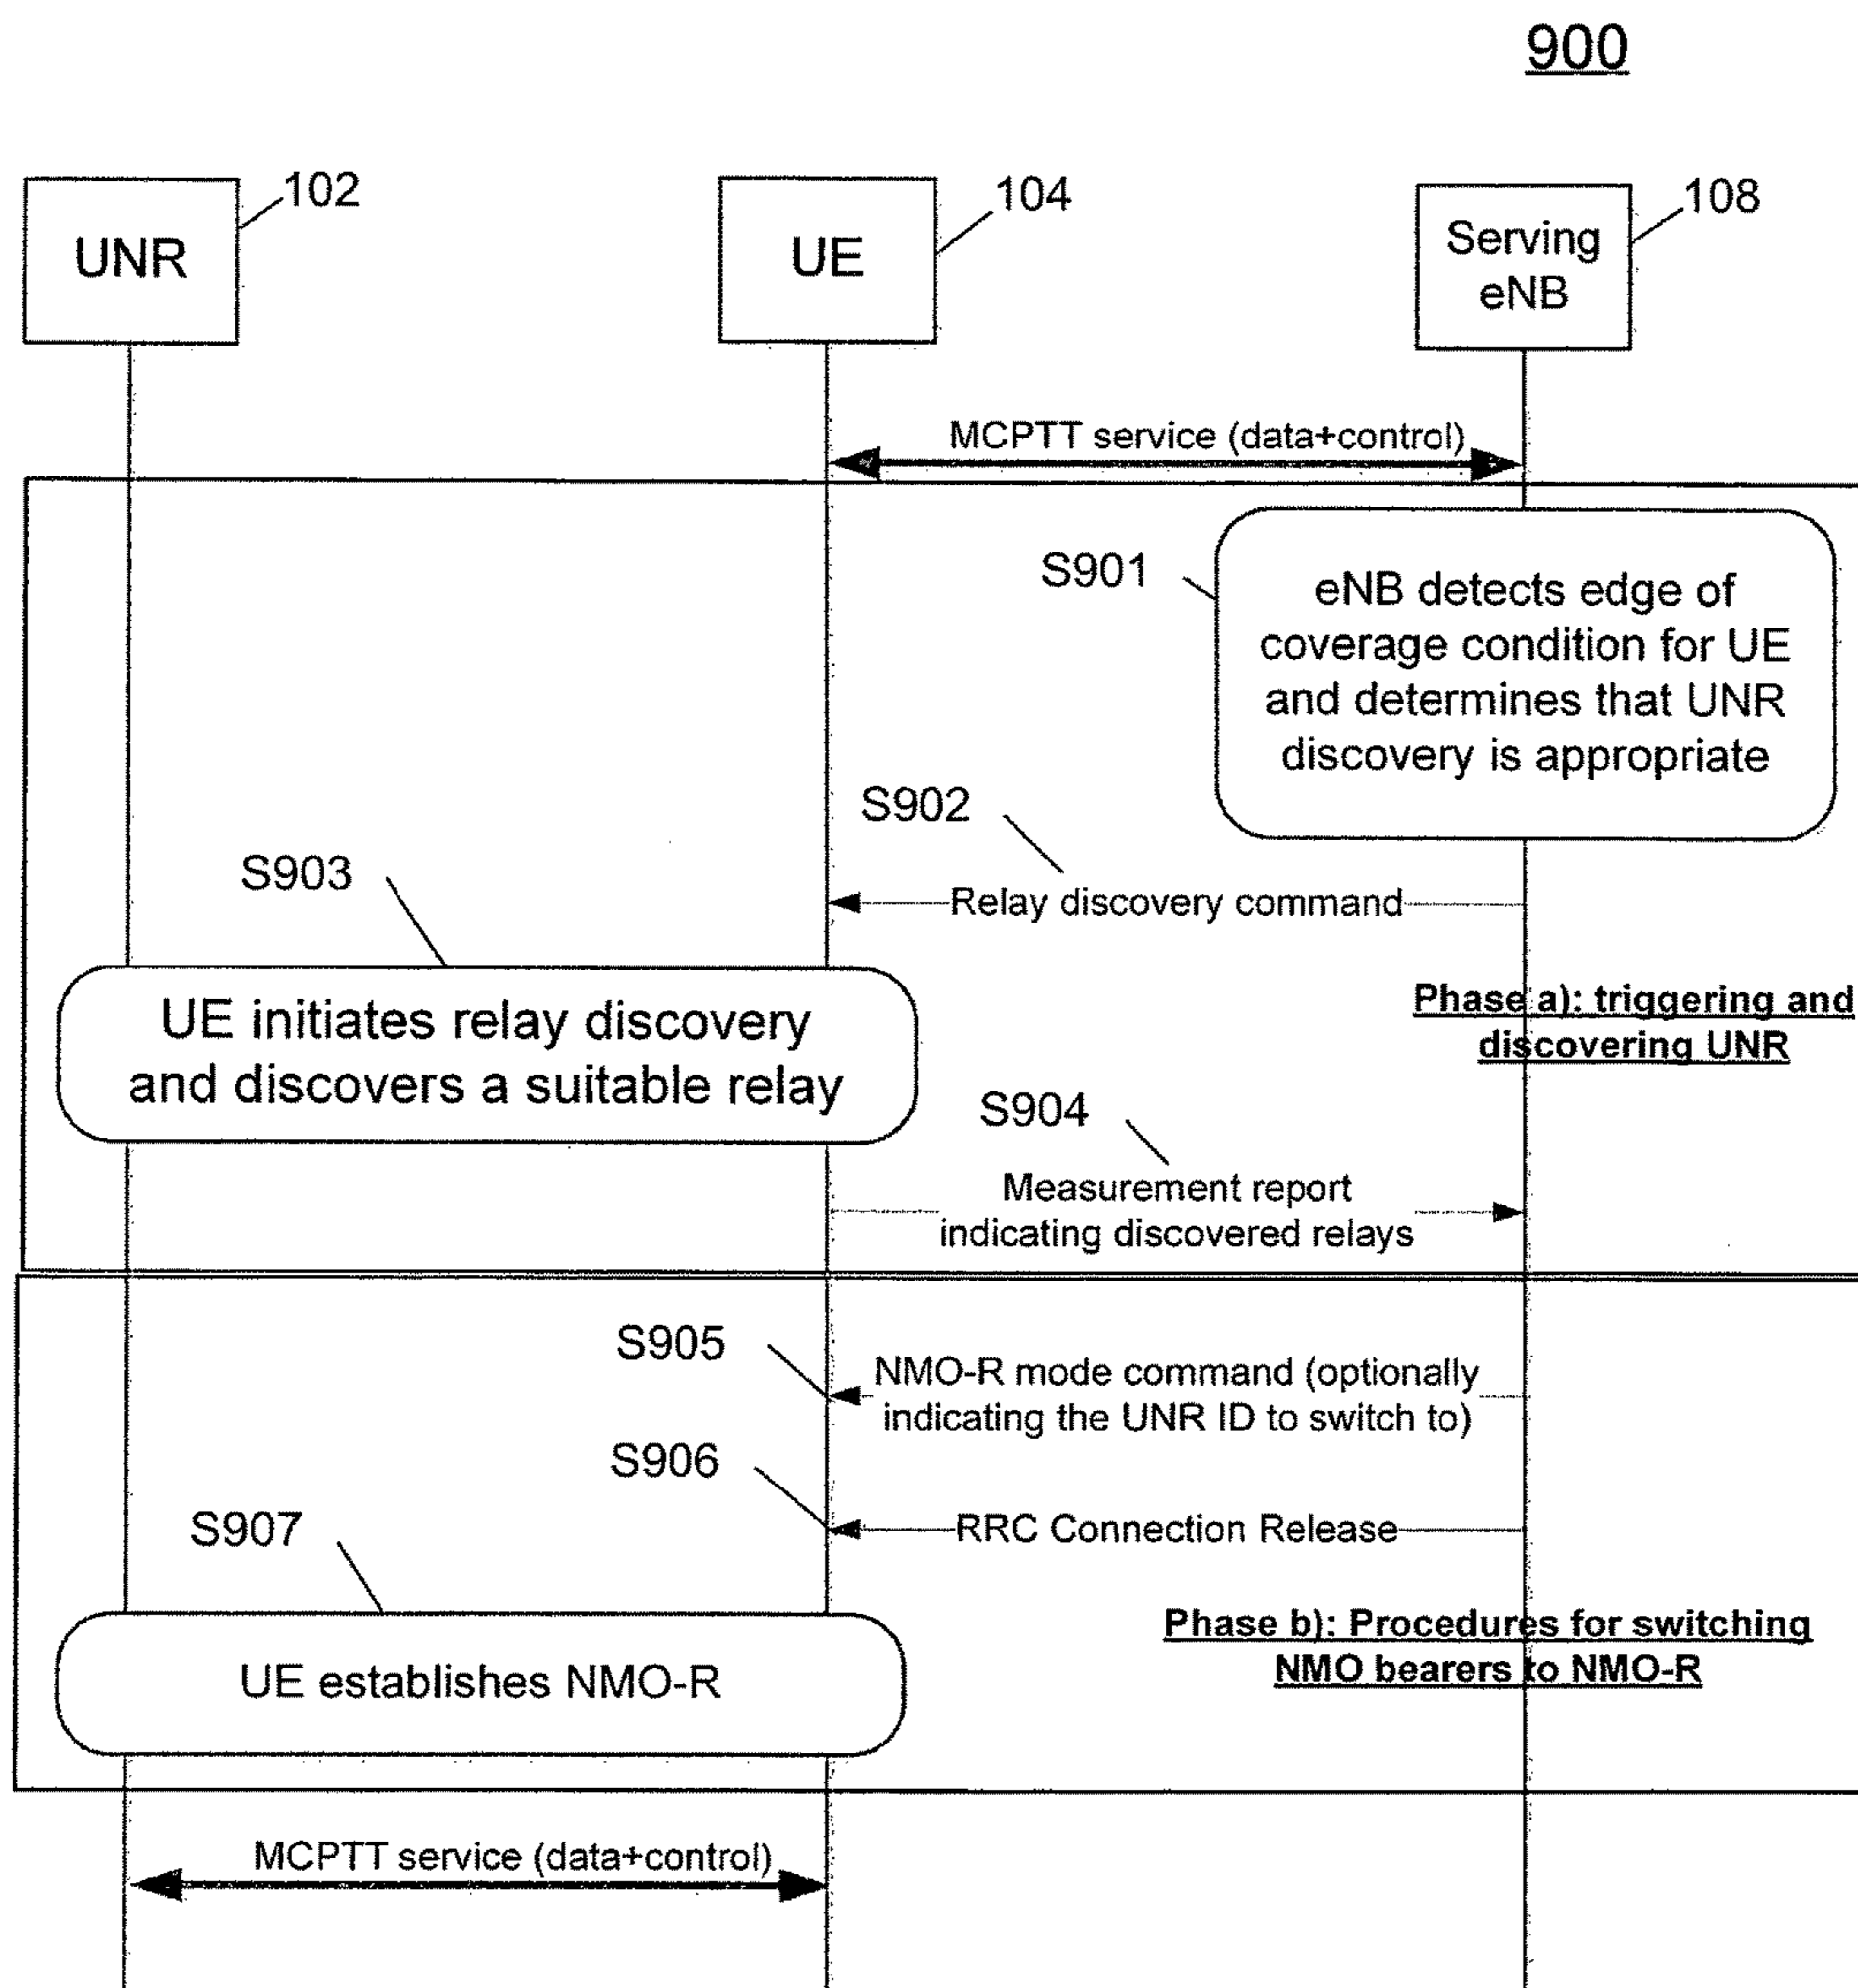 900
102
104
108
UNR
UE
Serving
eNB
MCPTT service (data+control)
S901
eNB detects edge of
coverage condition for UE
and determines that UNR
discovery is appropriate
S902
Relay discovery command
S903
UE initiates relay discovery
and discovers a suitable relay
Phase a): triggering and
discovering UNR
S904
Measurement report
indicating discovered relays
S905
NMO-R mode command (optionally
indicating the UNR ID to switch to)
S906
RRC Connection Release
S907
UE establishes NMO-R
Phase b): Procedures for switching
NMO bearers to NMO-R
MCPTT service (data+control)